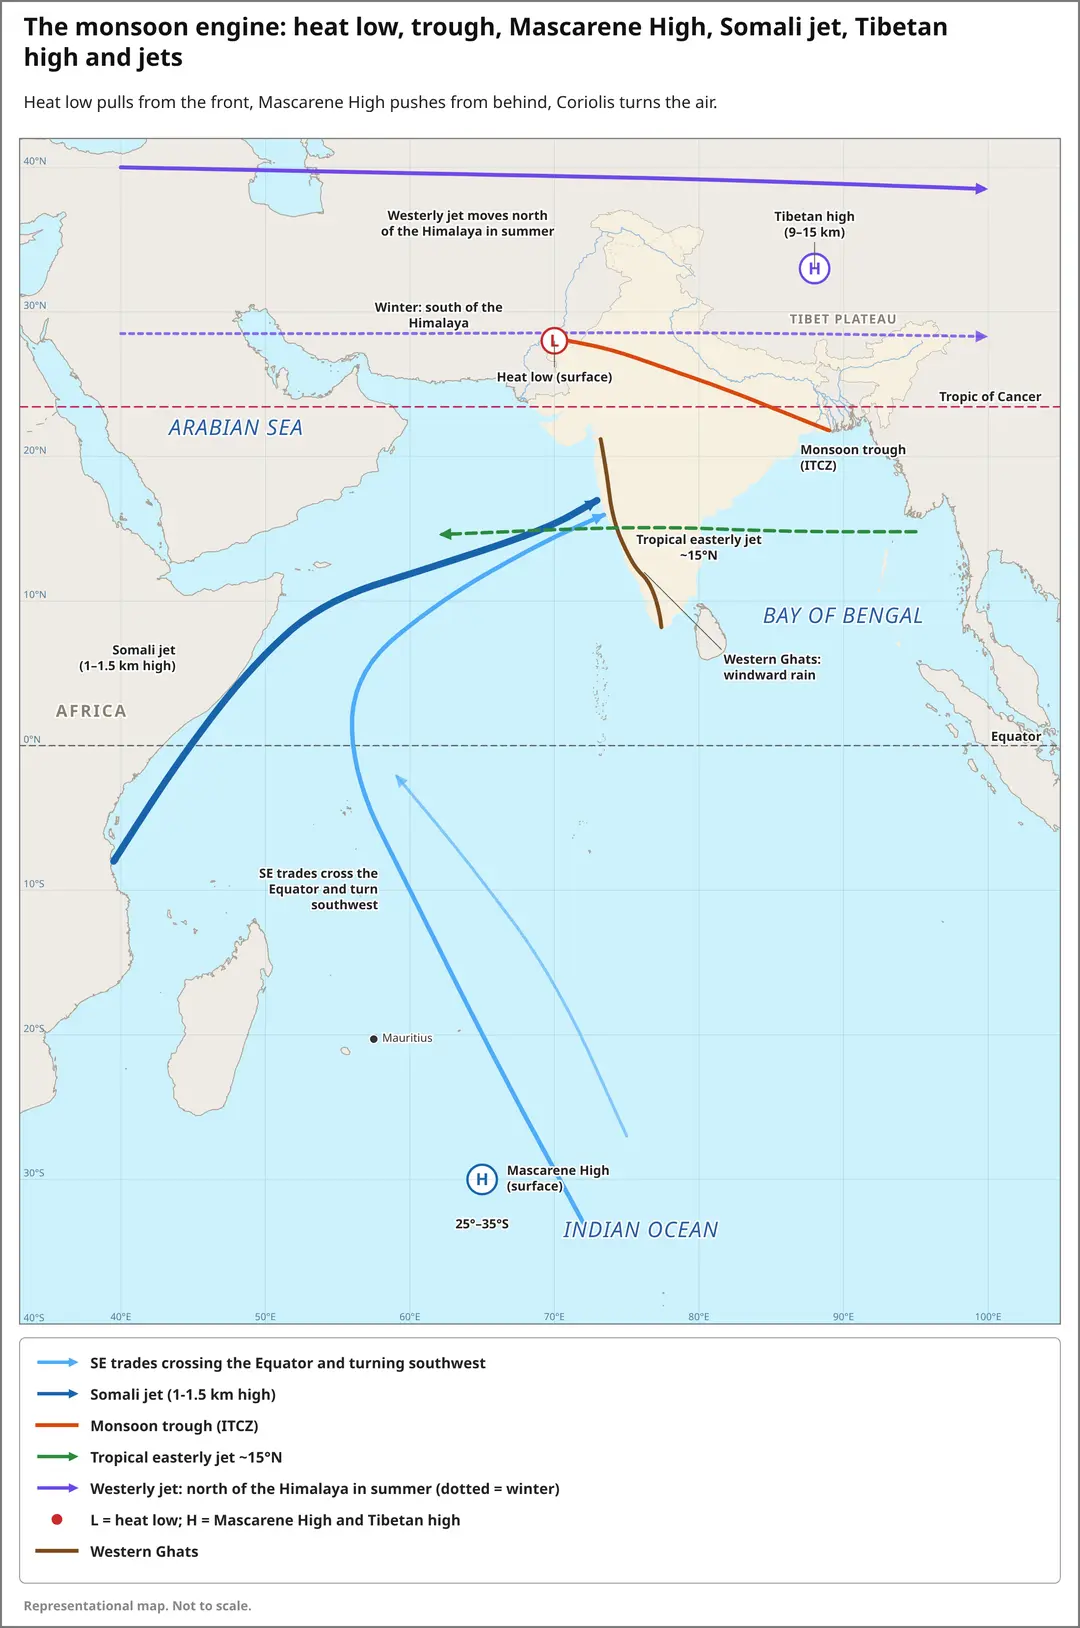 The monsoon engine: heat low, trough, Mascarene High, Somali jet, Tibetan
high and jets
Heat low pulls from the front, Mascarene High pushes from behind, Coriolis turns the air.
40°N
Westerly jet moves north
of the Himalaya in summer
Tibetan high
(9–15 km)
H
30°N
Winter: south of the
Himalaya
TIBET PLATEAU
L
Heat low (surface)
Tropic of Cancer
ARABIAN SEA
20°N
Monsoon trough
(ITCZ)
Tropical easterly jet
~15°N
10°N
BAY OF BENGAL
Somali jet
(1–1.5 km high)
Western Ghats:
windward rain
AFRICA
0°N
Equator
SE trades cross the
Equator and turn
southwest
10°S
20°S
Mauritius
30°S
H
Mascarene High
(surface)
25°–35°S
INDIAN OCEAN
40°S
40°E
50°E
60°E
70°E
80°E
90°E
100°E
SE trades crossing the Equator and turning southwest
Somali jet (1-1.5 km high)
Monsoon trough (ITCZ)
Tropical easterly jet ~15°N
Westerly jet: north of the Himalaya in summer (dotted = winter)
L = heat low; H = Mascarene High and Tibetan high
Western Ghats
Representational map. Not to scale.